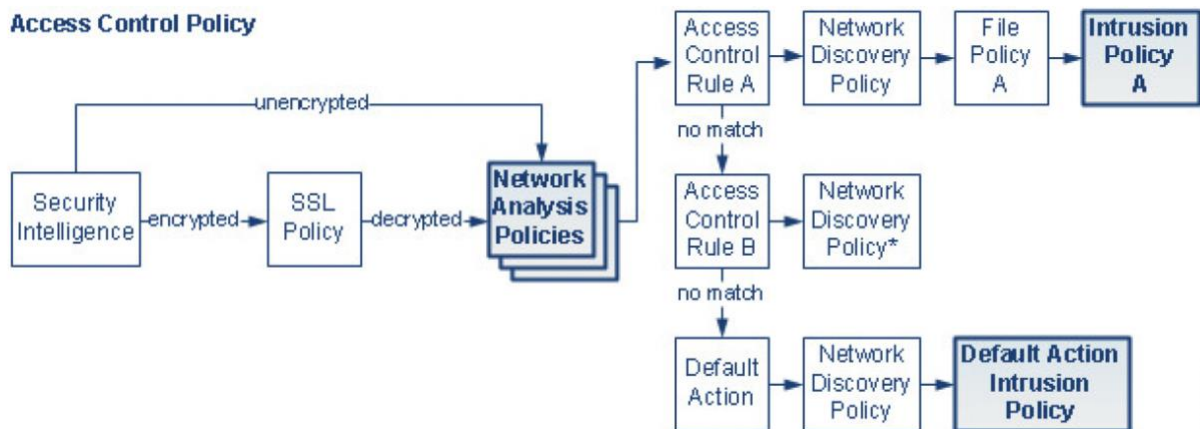 Access Control Policy
unencrypted
Security
Intelligence
encrypted
SSL
Policy
decrypted
Network
Analysis
Policies
Access
Control
Rule A
Network
Discovery
Policy
File
Policy
A
Intrusion
Policy
A
no match
Access
Control
Rule B
Network
Discovery
Policy*
no match
Default
Action
Network
Discovery
Policy
Default Action
Intrusion
Policy